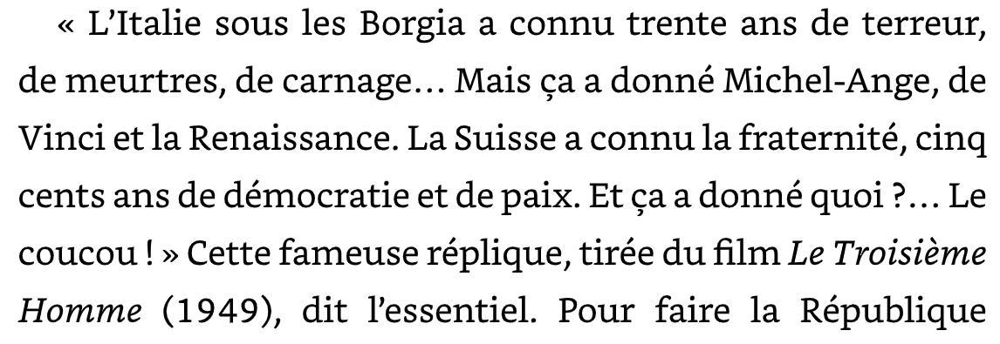 « L’Italie sous les Borgia a connu trente ans de terreur,
de meurtres, de carnage… Mais ça a donné Michel-Ange, de
Vinci et la Renaissance. La Suisse a connu la fraternité, cinq
cents ans de démocratie et de paix. Et ça a donné quoi ?… Le
coucou ! » Cette fameuse réplique, tirée du film Le Troisième
Homme (1949), dit l’essentiel. Pour faire la République